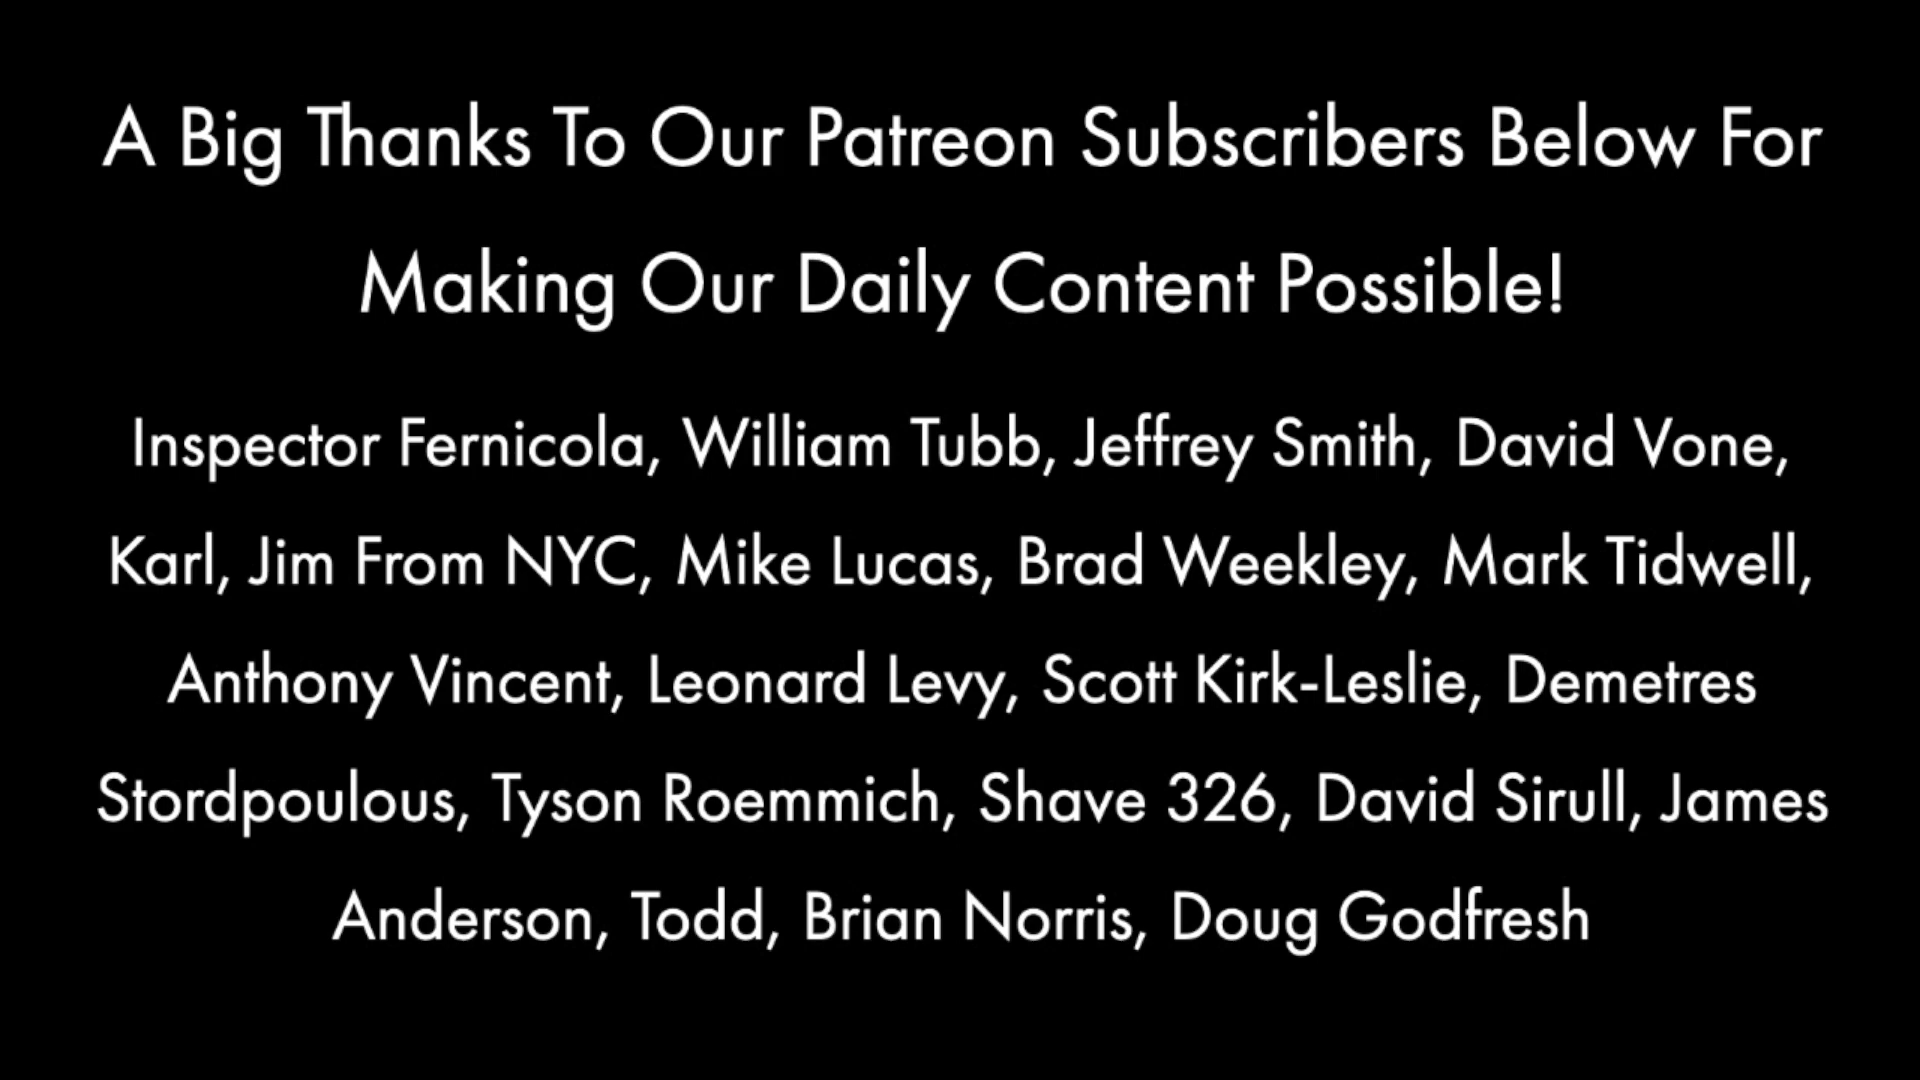 A Big Thanks To Our Patreon Subscribers Below For
Making Our Daily Content Possible!
Inspector Fernicola, William Tubb, Jeffrey Smith, David Vone,
Karl, Jim From NYC, Mike Lucas, Brad Weekley, Mark Tidwell,
Anthony Vincent, Leonard Levy, Scott Kirk-Leslie, Demetres
Stordpoulous, Tyson Roemmich, Shave 326, David Sirull, James
Anderson, Todd, Brian Norris, Doug Godfresh